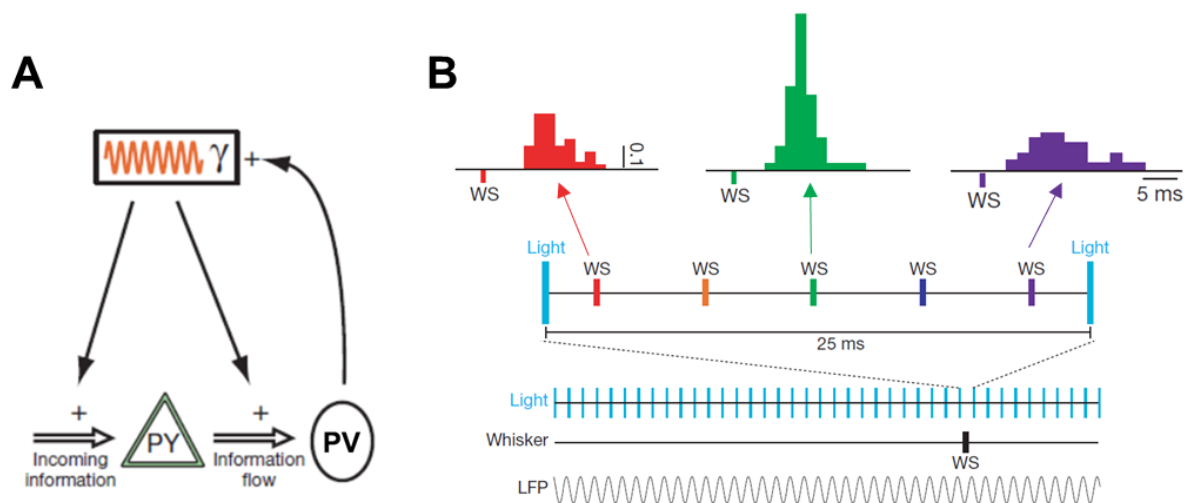 A
γ +
+
+
PY
PV
Incoming
information
Information
flow
B
0.1
WS
WS
WS
5 ms
Light
Light
WS
WS
WS
WS
WS
25 ms
Light
Whisker
WS
LFP